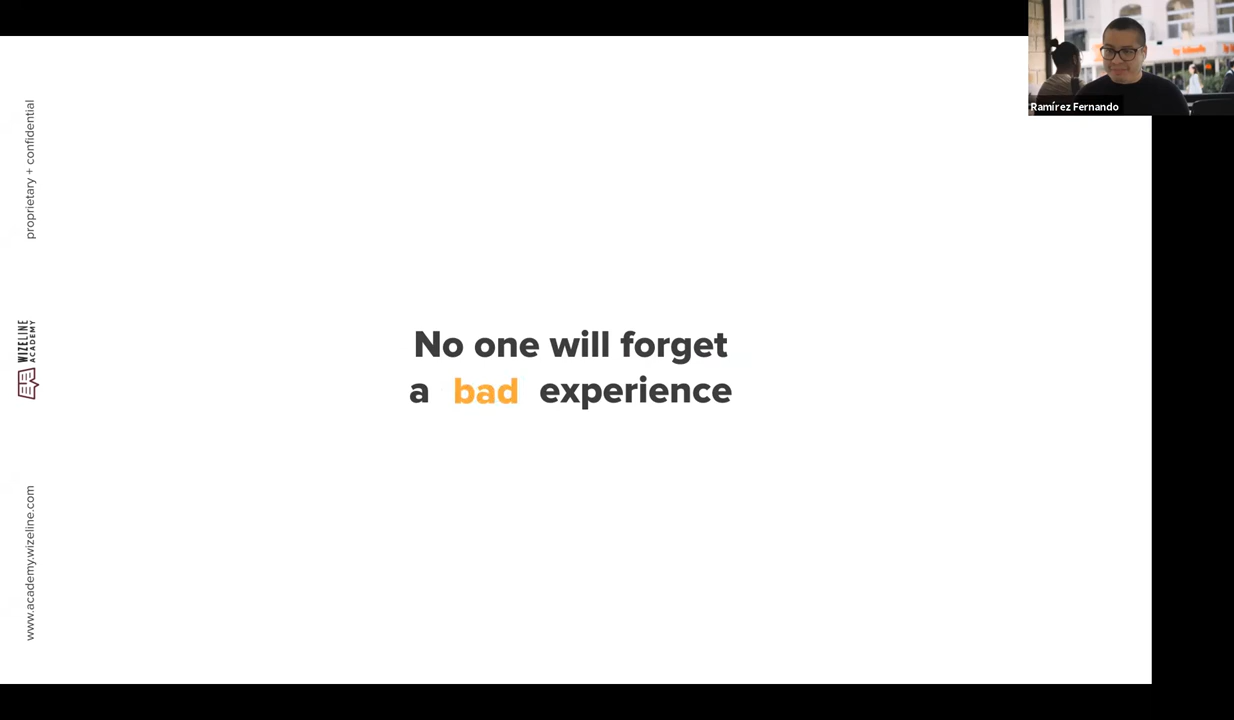 proprietary + confidential
WIZELINE
ACADEMY
www.academy.wizeline.com
No one will forget
a bad experience
Ramírez Fernando